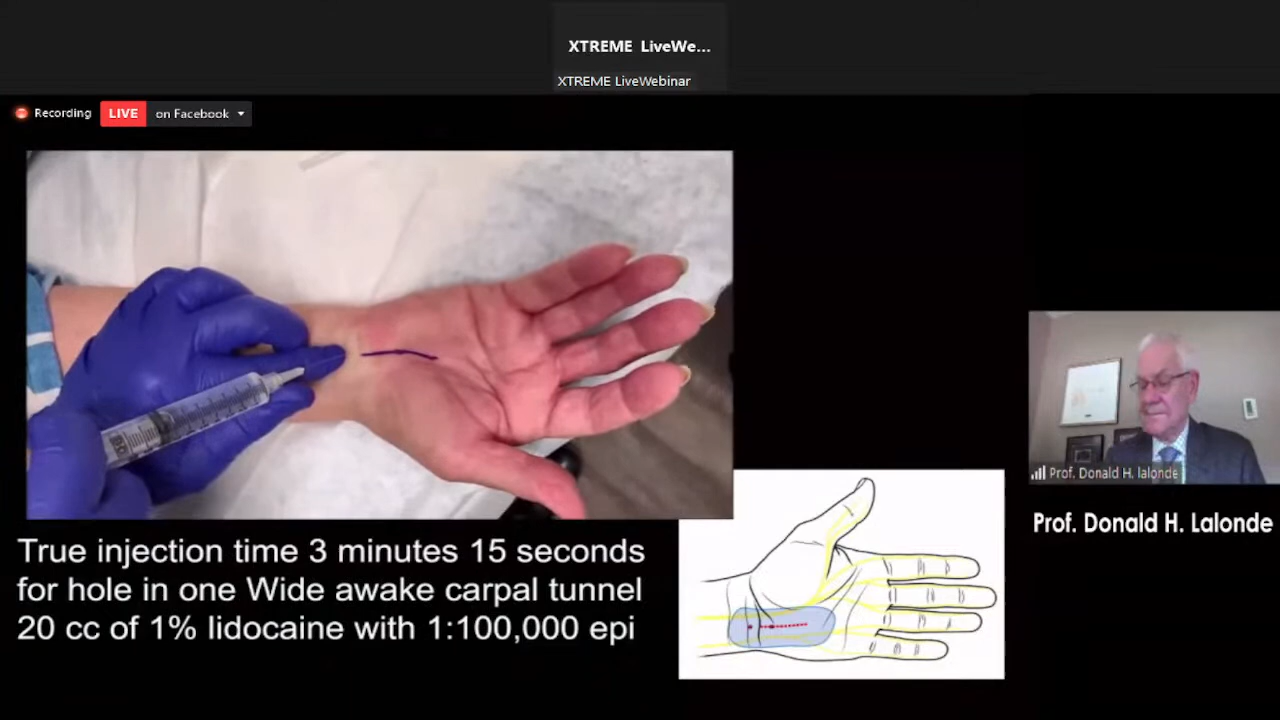 XTREME LiveWe...
XTREME LiveWebinar
Recording
LIVE on Facebook
True injection time 3 minutes 15 seconds
for hole in one Wide awake carpal tunnel
20 cc of 1% lidocaine with 1:100,000 epi
Prof. Donald H. lalonde
Prof. Donald H. Lalonde